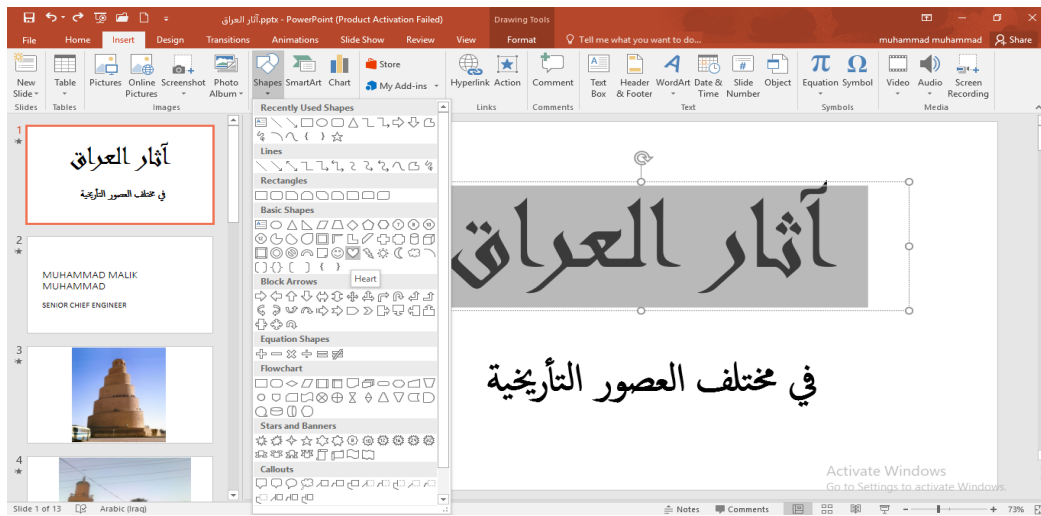 آثار العراق.pptx - PowerPoint (Product Activation Failed)
Drawing Tools
File Home Insert Design Transitions Animations Slide Show Review View Format Tell me what you want to do... muhammad muhammad Share
New Slide
Table
Pictures
Online Pictures
Screenshot
Photo Album
Shapes
SmartArt
Chart
Store
My Add-ins
Hyperlink
Action
Comment
Text Box
Header & Footer
WordArt
Date & Time
Slide Number
Object
Equation
Symbol
Video
Audio
Screen Recording
Slides Tables Images Links Comments Text Symbols Media
Recently Used Shapes
Lines
Rectangles
Basic Shapes
Heart
Block Arrows
Equation Shapes
Flowchart
Stars and Banners
Callouts
1
آثار العراق
في مختلف العصور التأريخية
2
MUHAMMAD MALIK
MUHAMMAD
SENIOR CHIEF ENGINEER
3
4
آثار العراق
في مختلف العصور التأريخية
Activate Windows
Go to Settings to activate Windows.
Slide 1 of 13 Arabic (Iraq) Notes Comments 73%